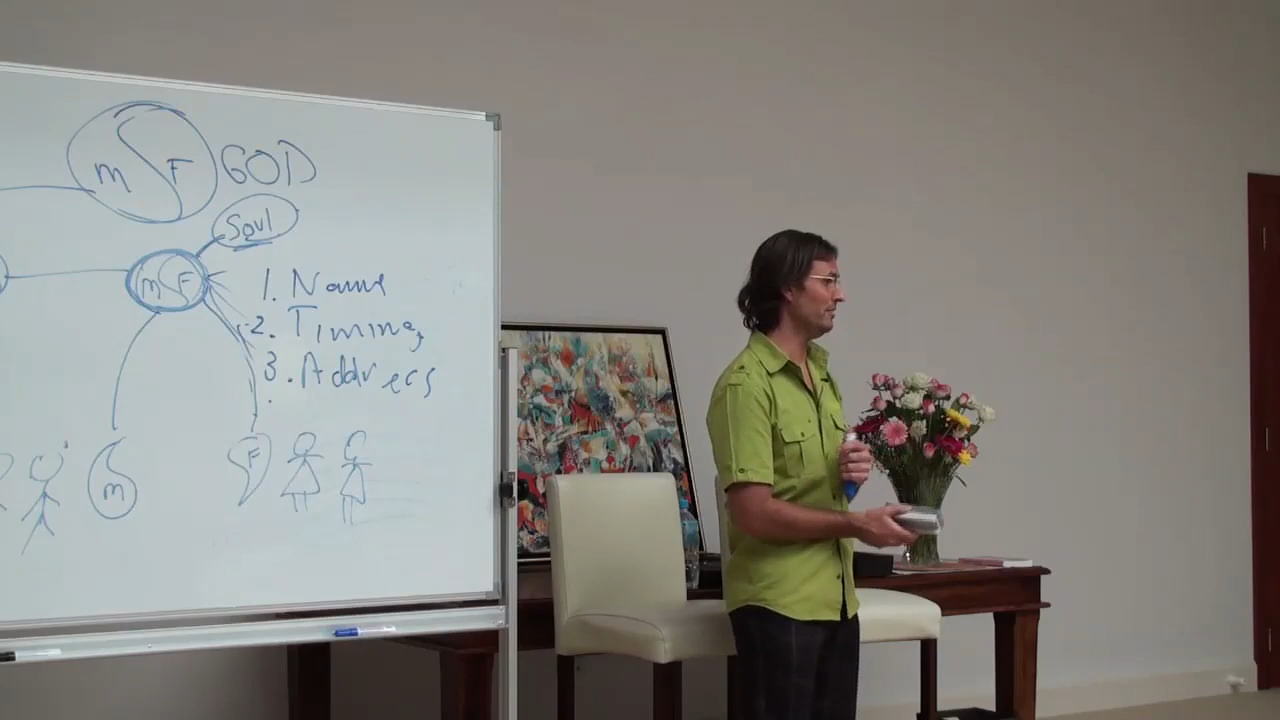 m F GOD
Soul
m F
1. Name
2. Timing
3. Address
m
F